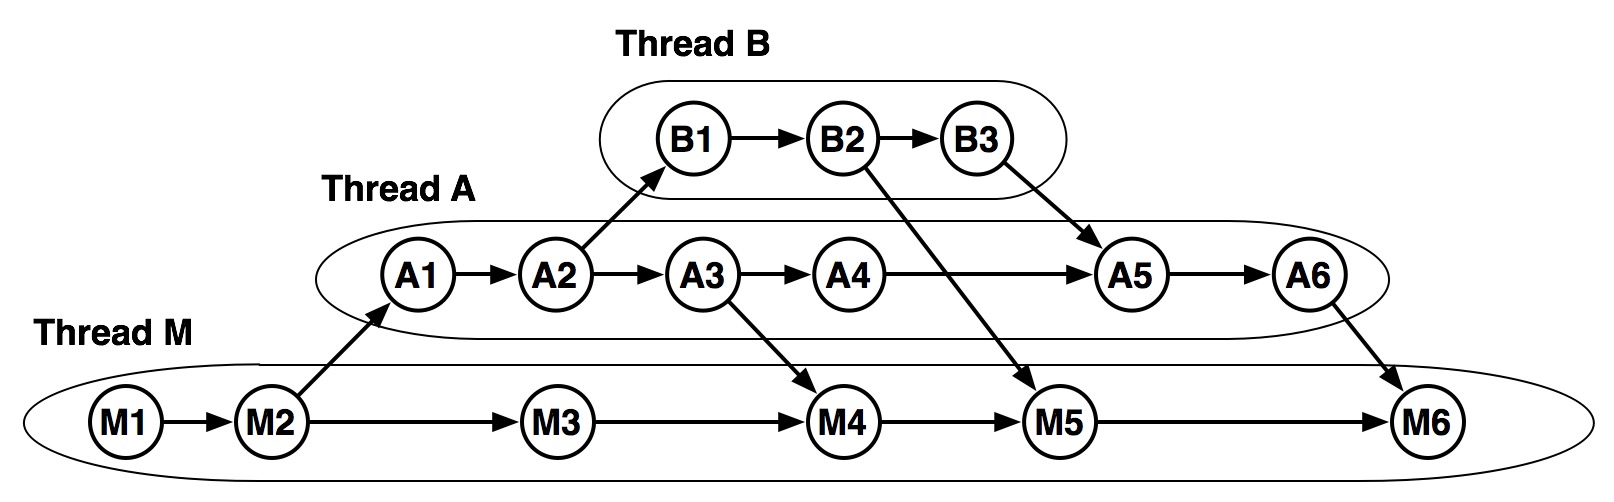 Thread B
B1 B2 B3
Thread A
A1 A2 A3 A4 A5 A6
Thread M
M1 M2 M3 M4 M5 M6